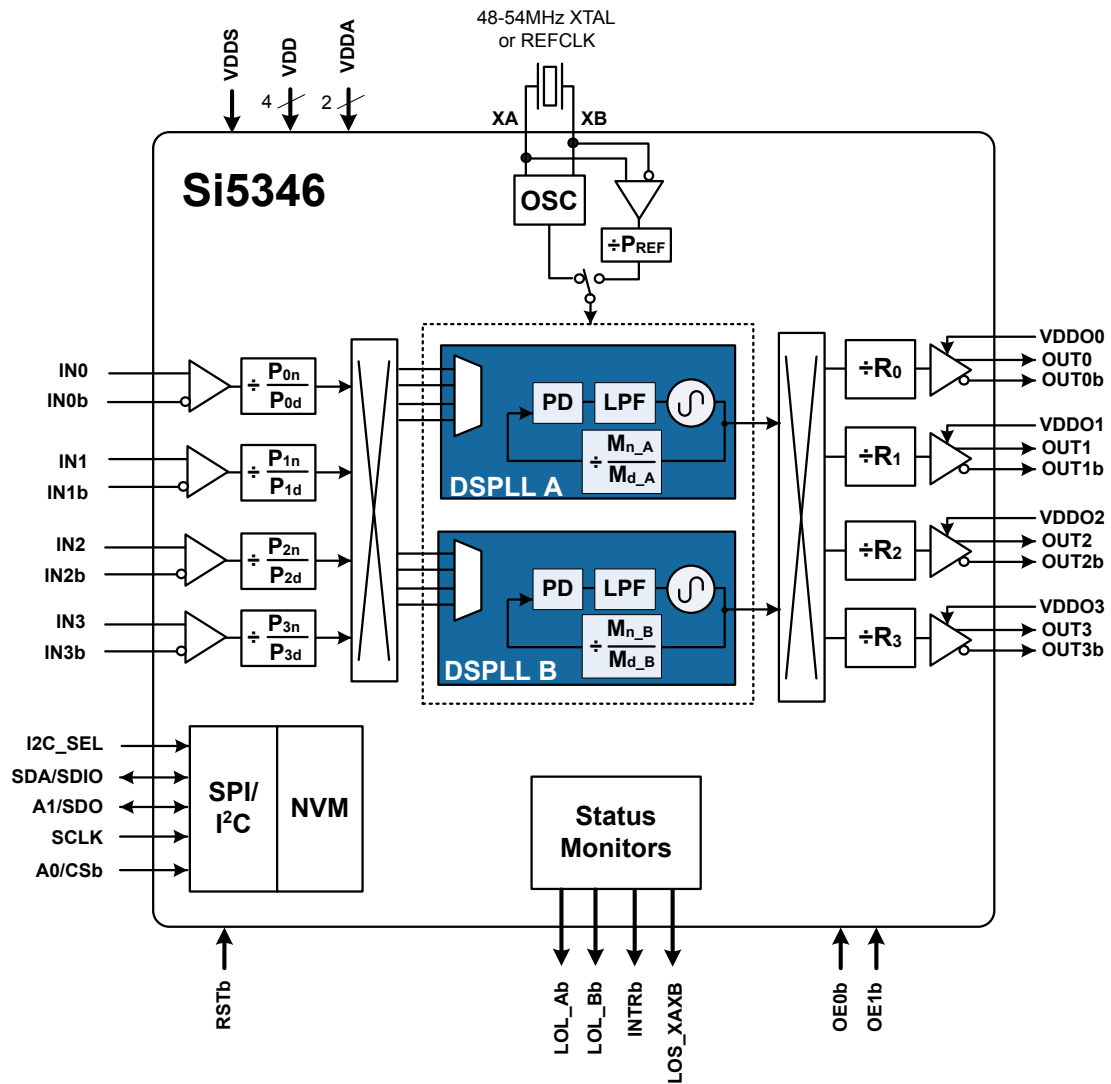 48-54MHz XTAL
or REFCLK
VDDS
VDD
VDDA
4
2
XA
XB
Si5346
OSC
÷PREF
IN0
IN0b
÷ P0n
P0d
IN1
IN1b
÷ P1n
P1d
IN2
IN2b
÷ P2n
P2d
IN3
IN3b
÷ P3n
P3d
PD
LPF
÷ Mn_A
Md_A
DSPLL A
PD
LPF
÷ Mn_B
Md_B
DSPLL B
÷R0
VDDO0
OUT0
OUT0b
÷R1
VDDO1
OUT1
OUT1b
÷R2
VDDO2
OUT2
OUT2b
÷R3
VDDO3
OUT3
OUT3b
I2C_SEL
SDA/SDIO
A1/SDO
SCLK
A0/CSb
SPI/
I²C
NVM
Status
Monitors
RSTb
LOL_Ab
LOL_Bb
INTRb
LOS_XAXB
OE0b
OE1b